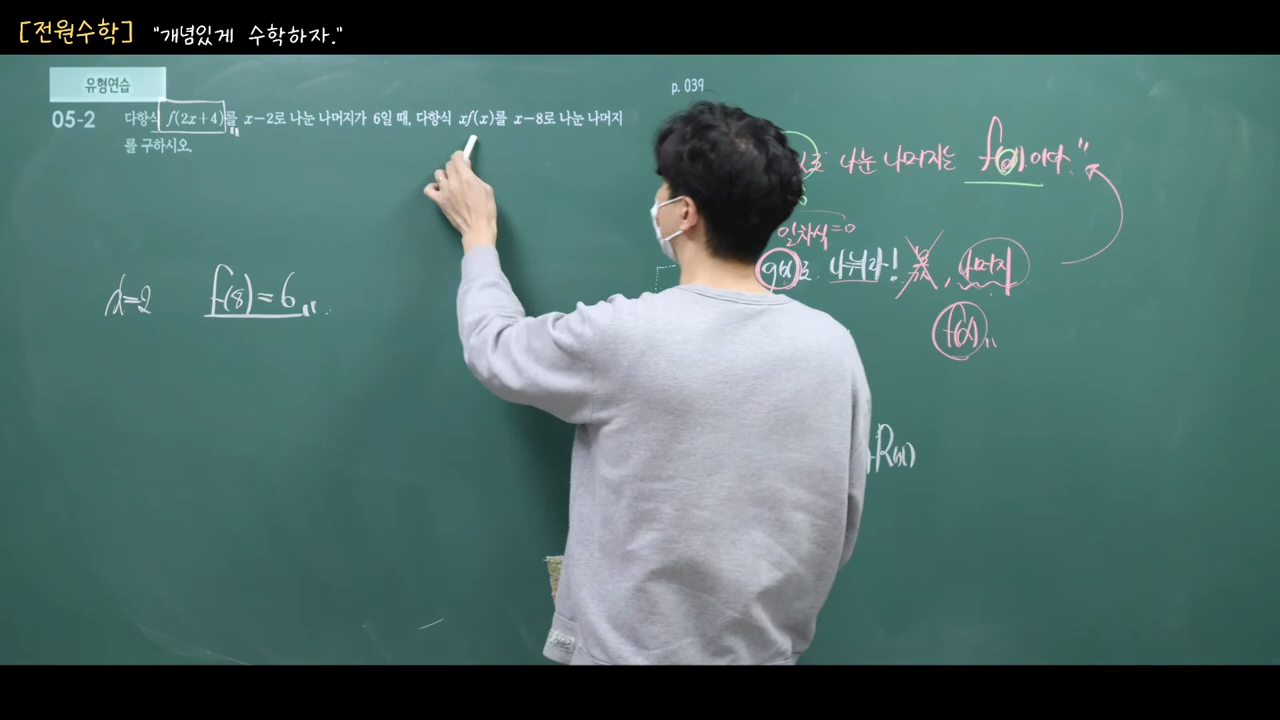 [전원수학] "개념있게 수학하자."
유형연습
p. 039
05-2 다항식 f(2x+4)를 x-2로 나눈 나머지가 6일 때, 다항식 xf(x)를 x-8로 나눈 나머지
를 구하시오.
로 나눈 나머지는 f(α)이다."
일차식=0
g(x)로 나눠라! 몫, 나머지
x=2 f(8)=6
f(α)
+R(x)